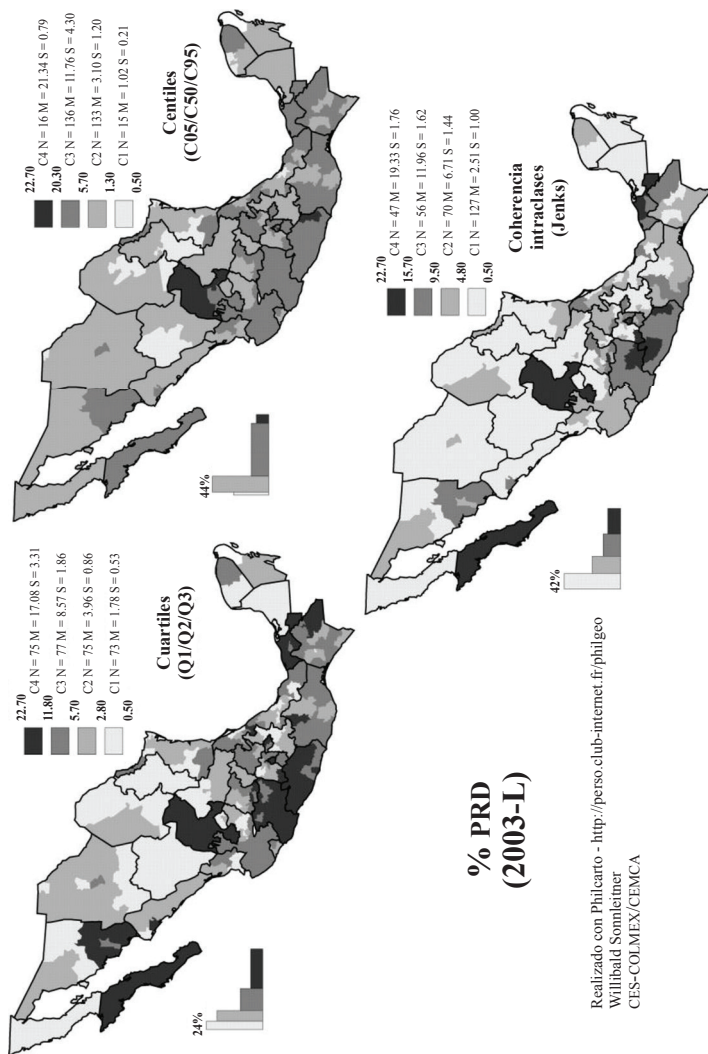 22.70
11.80
5.70
2.80
0.50
C4 N = 75 M = 17.08 S = 3.31
C3 N = 77 M = 8.57 S = 1.86
C2 N = 75 M = 3.96 S = 0.86
C1 N = 73 M = 1.78 S = 0.53
Cuartiles
(Q1/Q2/Q3)
24%
22.70
20.30
5.70
1.30
0.50
C4 N = 16 M = 21.34 S = 0.79
C3 N = 136 M = 11.76 S = 4.30
C2 N = 133 M = 3.10 S = 1.20
C1 N = 15 M = 1.02 S = 0.21
Centiles
(C05/C50/C95)
44%
% PRD
(2003-L)
Realizado con Philcarto - http://perso.club-internet.fr/philgeo
Willibald Sonnleitner
CES-COLMEX/CEMCA
22.70
15.70
9.50
4.80
0.50
C4 N = 47 M = 19.33 S = 1.76
C3 N = 56 M = 11.96 S = 1.62
C2 N = 70 M = 6.71 S = 1.44
C1 N = 127 M = 2.51 S = 1.00
Coherencia
intraclases
(Jenks)
42%